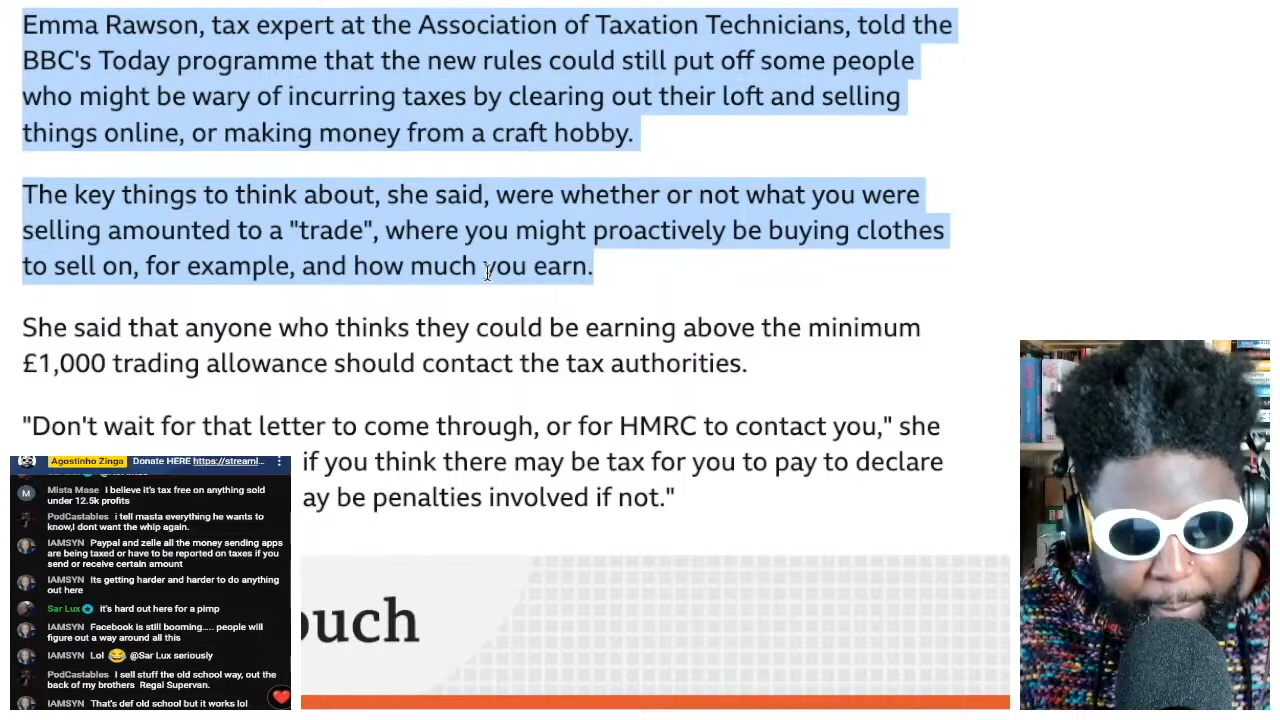 Emma Rawson, tax expert at the Association of Taxation Technicians, told the
BBC's Today programme that the new rules could still put off some people
who might be wary of incurring taxes by clearing out their loft and selling
things online, or making money from a craft hobby.
The key things to think about, she said, were whether or not what you were
selling amounted to a "trade", where you might proactively be buying clothes
to sell on, for example, and how much you earn.
She said that anyone who thinks they could be earning above the minimum
£1,000 trading allowance should contact the tax authorities.
"Don't wait for that letter to come through, or for HMRC to contact you," she
if you think there may be tax for you to pay to declare
ay be penalties involved if not."
ouch
Agostinho Zinga Donate HERE https://streaml...
M Mista Mase I believe it's tax free on anything sold
under 12.5k profits
PodCastables i tell masta everything he wants to
know,I dont want the whip again.
IAMSYN Paypal and zelle all the money sending apps
are being taxed or have to be reported on taxes if you
send or receive certain amount
IAMSYN Its getting harder and harder to do anything
out here
Sar Lux it's hard out here for a pimp
IAMSYN Facebook is still booming..... people will
figure out a way around all this
IAMSYN Lol 😂 @Sar Lux seriously
PodCastables I sell stuff the old school way, out the
back of my brothers Regal Supervan.
IAMSYN That's def old school but it works lol